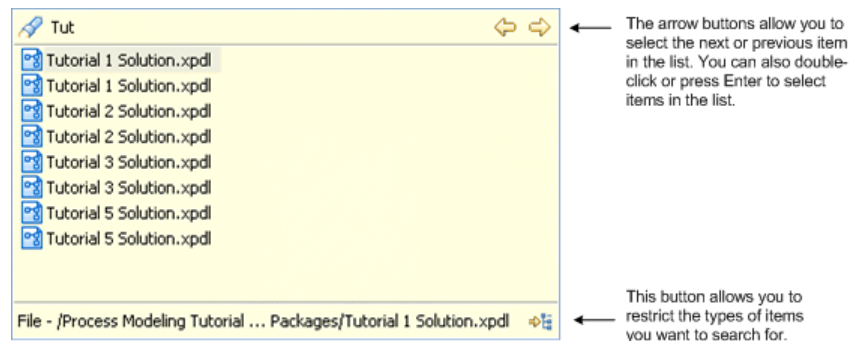 Tut
Tutorial 1 Solution.xpdl
Tutorial 1 Solution.xpdl
Tutorial 2 Solution.xpdl
Tutorial 2 Solution.xpdl
Tutorial 3 Solution.xpdl
Tutorial 3 Solution.xpdl
Tutorial 5 Solution.xpdl
Tutorial 5 Solution.xpdl
File - /Process Modeling Tutorial ... Packages/Tutorial 1 Solution.xpdl
The arrow buttons allow you to
select the next or previous item
in the list. You can also double-
click or press Enter to select
items in the list.
This button allows you to
restrict the types of items
you want to search for.